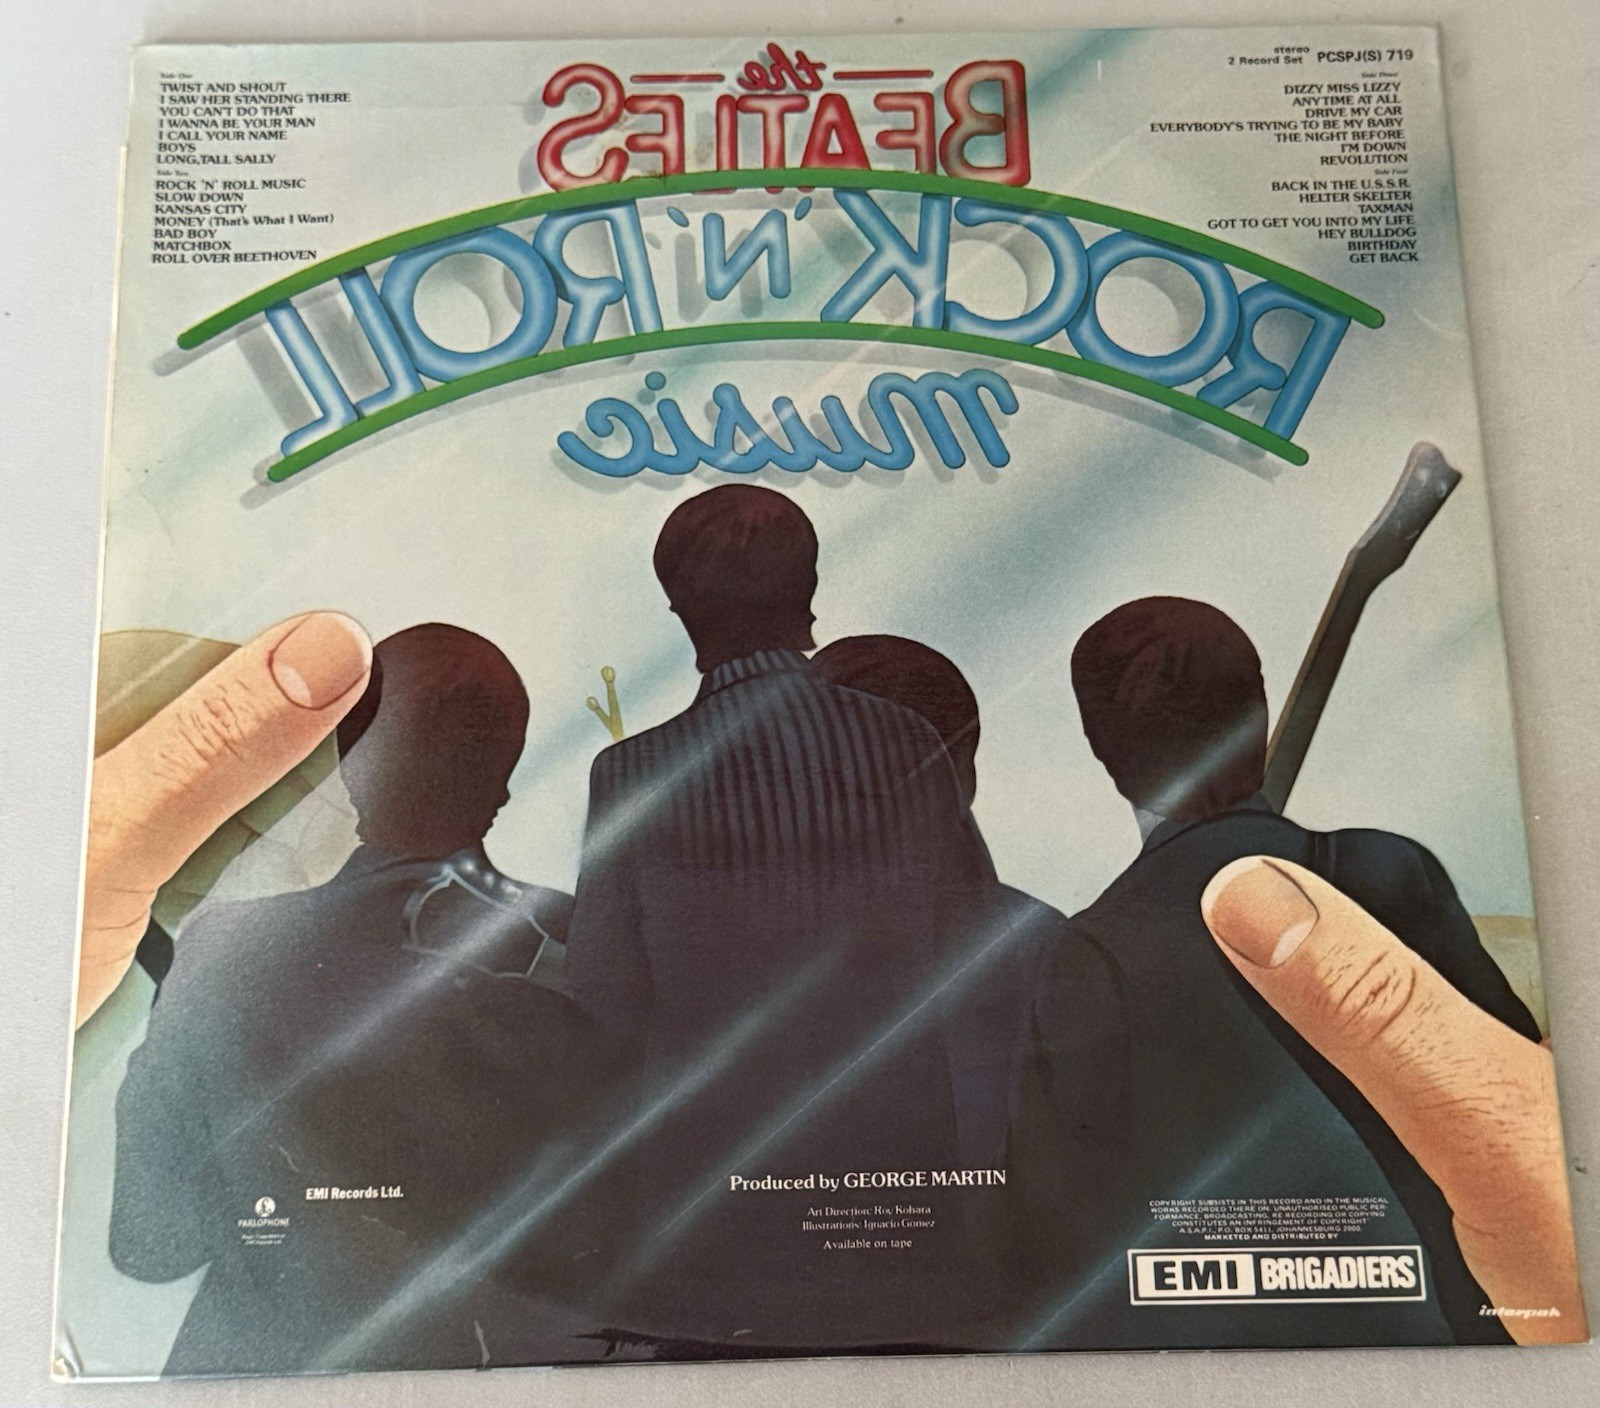 Side One
TWIST AND SHOUT
I SAW HER STANDING THERE
YOU CAN'T DO THAT
I WANNA BE YOUR MAN
I CALL YOUR NAME
BOYS
LONG, TALL SALLY
Side Two
ROCK 'N' ROLL MUSIC
SLOW DOWN
KANSAS CITY
MONEY (That's What I Want)
BAD BOY
MATCHBOX
ROLL OVER BEETHOVEN
the
BEATLES
ROCK 'N' ROLL
music
stereo
2 Record Set PCSPJ(S) 719
Side Three
DIZZY MISS LIZZY
ANYTIME AT ALL
DRIVE MY CAR
EVERYBODY'S TRYING TO BE MY BABY
THE NIGHT BEFORE
I'M DOWN
REVOLUTION
Side Four
BACK IN THE U.S.S.R.
HELTER SKELTER
TAXMAN
GOT TO GET YOU INTO MY LIFE
HEY BULLDOG
BIRTHDAY
GET BACK
EMI Records Ltd.
PARLOPHONE
Produced by GEORGE MARTIN
Art Direction: Roy Kohara
Illustrations: Ignacio Gomez
Available on tape
COPYRIGHT SUBSISTS IN THIS RECORD AND IN THE MUSICAL
WORKS RECORDED THERE ON. UNAUTHORISED PUBLIC PER-
FORMANCE, BROADCASTING, RE RECORDING OR COPYING
CONSTITUTES AN INFRINGEMENT OF COPYRIGHT
A.S.A.P.I., P.O. BOX 5411, JOHANNESBURG 2000.
MARKETED AND DISTRIBUTED BY
EMI BRIGADIERS
interpak